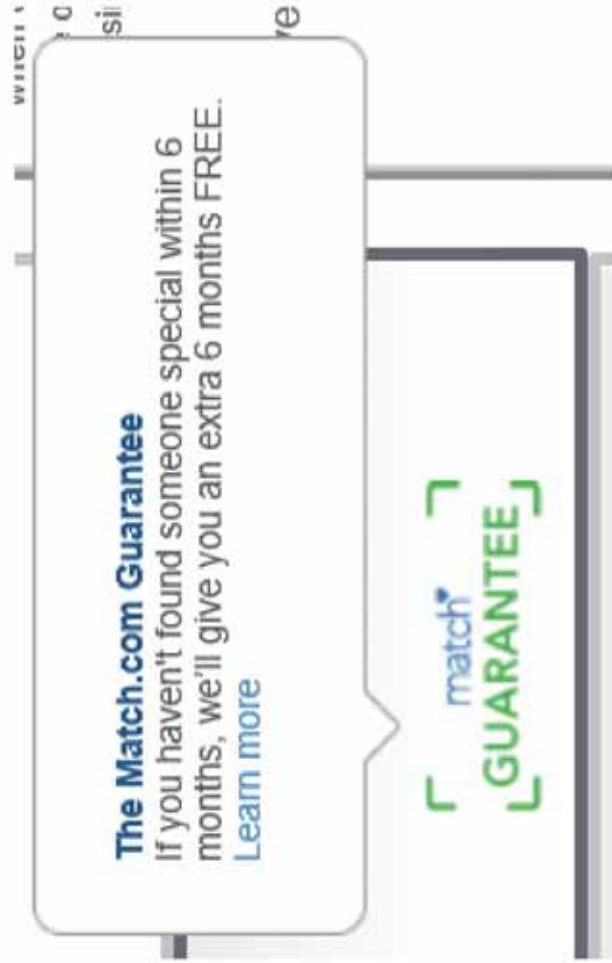 The Match.com Guarantee
If you haven't found someone special within 6
months, we'll give you an extra 6 months FREE.
Learn more
match
GUARANTEE